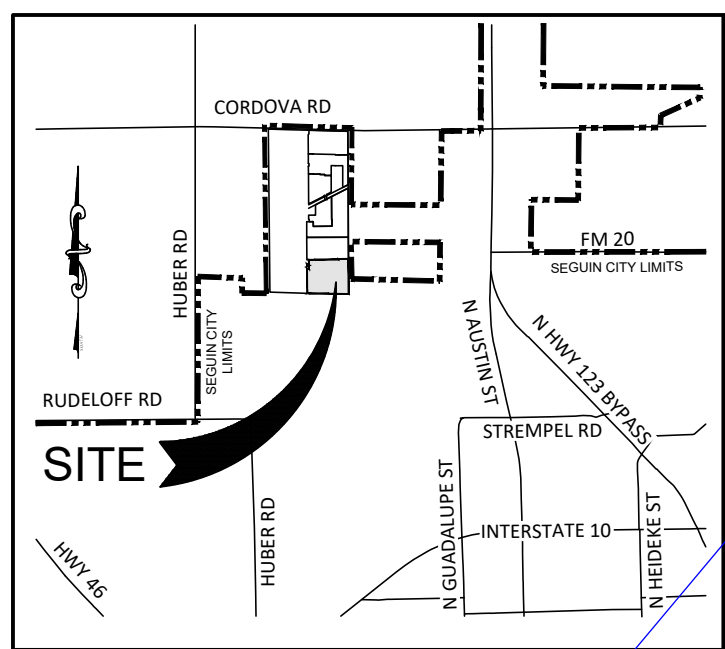 CORDOVA RD
HUBER RD
FM 20
SEGUIN CITY LIMITS
SEGUIN CITY
LIMITS
N AUSTIN ST
N HWY 123 BYPASS
RUDELOFF RD
STREMPEL RD
SITE
HUBER RD
N GUADALUPE ST
INTERSTATE 10
N HEIDEKE ST
HWY 46